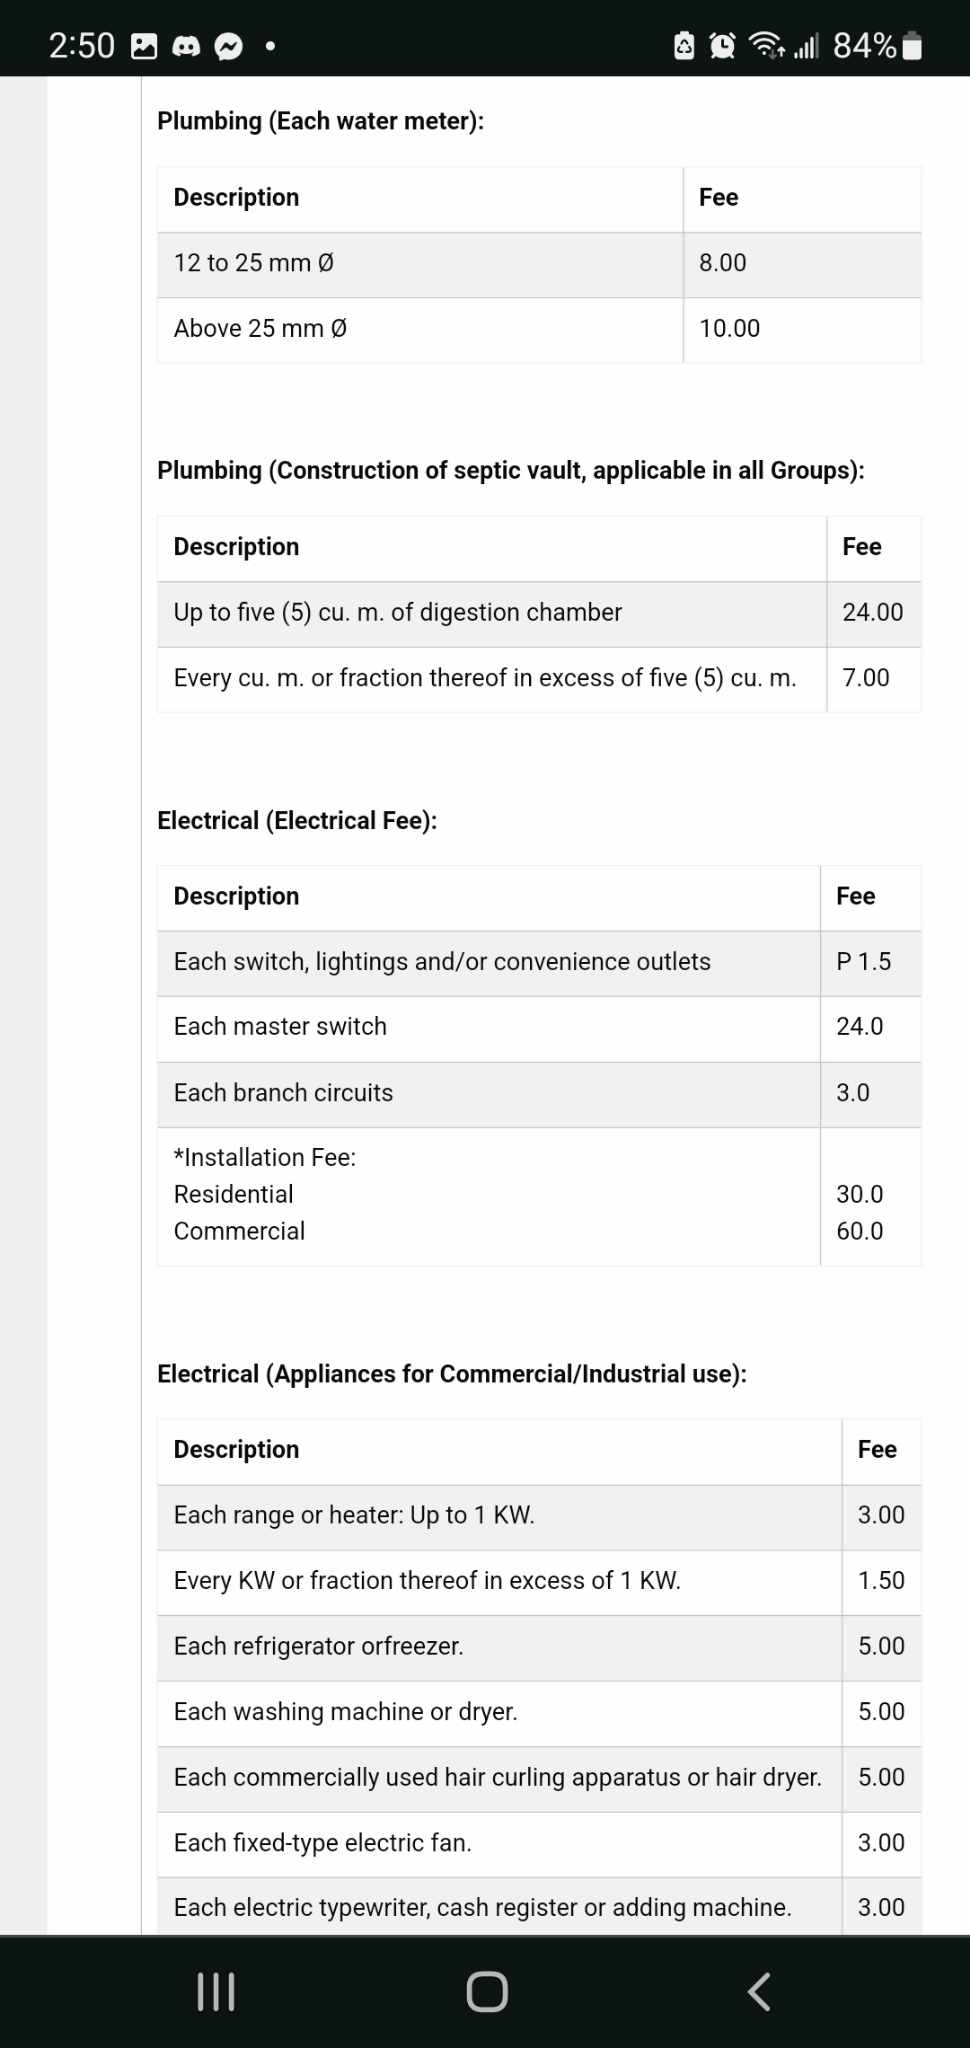 2:50
84%
Plumbing (Each water meter):
Description Fee
12 to 25 mm Ø 8.00
Above 25 mm Ø 10.00
Plumbing (Construction of septic vault, applicable in all Groups):
Description Fee
Up to five (5) cu. m. of digestion chamber 24.00
Every cu. m. or fraction thereof in excess of five (5) cu. m. 7.00
Electrical (Electrical Fee):
Description Fee
Each switch, lightings and/or convenience outlets P 1.5
Each master switch 24.0
Each branch circuits 3.0
*Installation Fee:
Residential 30.0
Commercial 60.0
Electrical (Appliances for Commercial/Industrial use):
Description Fee
Each range or heater: Up to 1 KW. 3.00
Every KW or fraction thereof in excess of 1 KW. 1.50
Each refrigerator orfreezer. 5.00
Each washing machine or dryer. 5.00
Each commercially used hair curling apparatus or hair dryer. 5.00
Each fixed-type electric fan. 3.00
Each electric typewriter, cash register or adding machine. 3.00